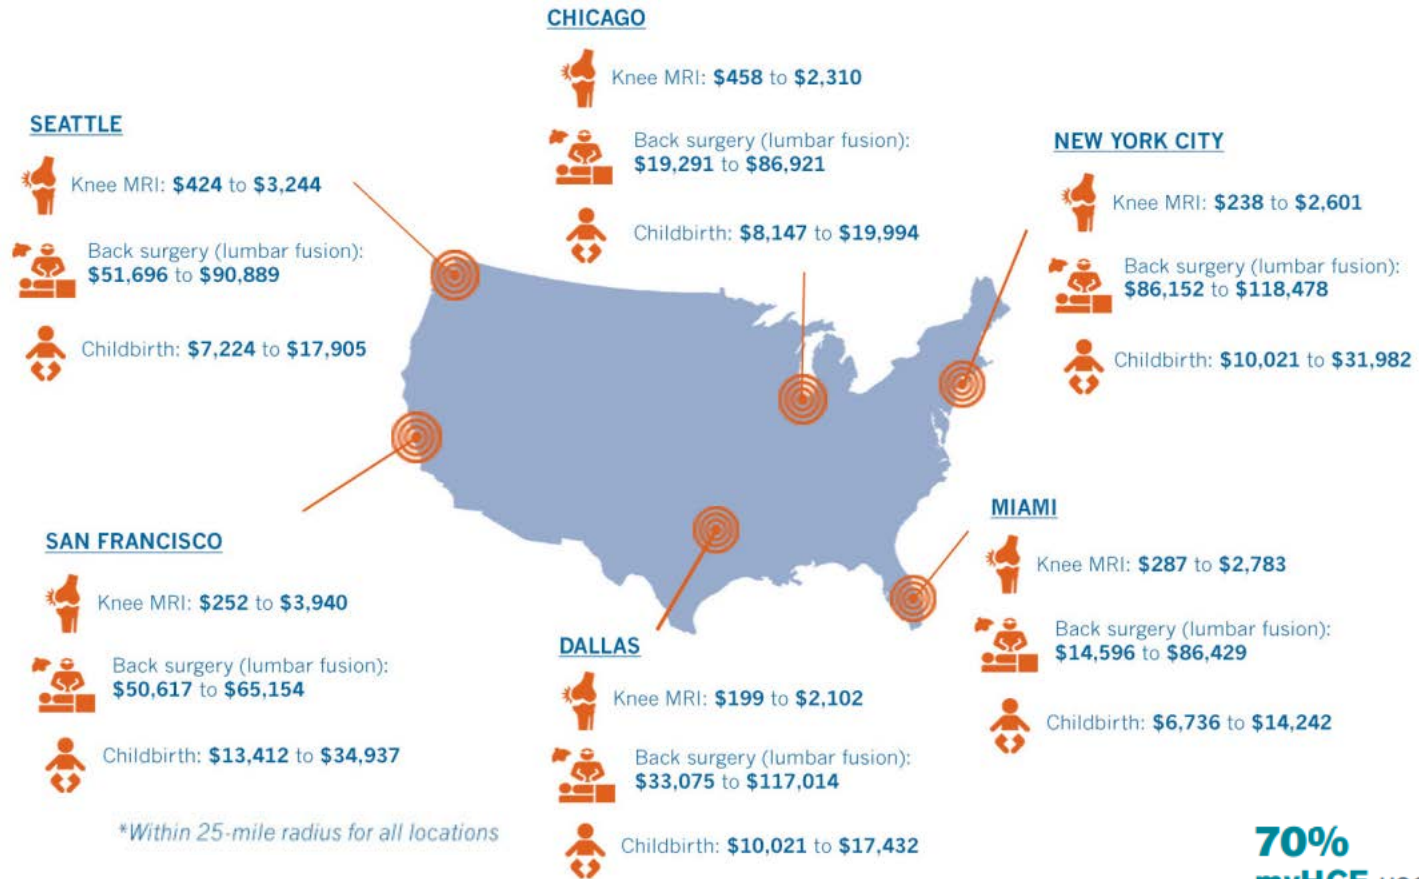 CHICAGO
Knee MRI: $458 to $2,310
Back surgery (lumbar fusion):
$19,291 to $86,921
Childbirth: $8,147 to $19,994
SEATTLE
Knee MRI: $424 to $3,244
Back surgery (lumbar fusion):
$51,696 to $90,889
Childbirth: $7,224 to $17,905
NEW YORK CITY
Knee MRI: $238 to $2,601
Back surgery (lumbar fusion):
$86,152 to $118,478
Childbirth: $10,021 to $31,982
SAN FRANCISCO
Knee MRI: $252 to $3,940
Back surgery (lumbar fusion):
$50,617 to $65,154
Childbirth: $13,412 to $34,937
*Within 25-mile radius for all locations
DALLAS
Knee MRI: $199 to $2,102
Back surgery (lumbar fusion):
$33,075 to $117,014
Childbirth: $10,021 to $17,432
MIAMI
Knee MRI: $287 to $2,783
Back surgery (lumbar fusion):
$14,596 to $86,429
Childbirth: $6,736 to $14,242
70%